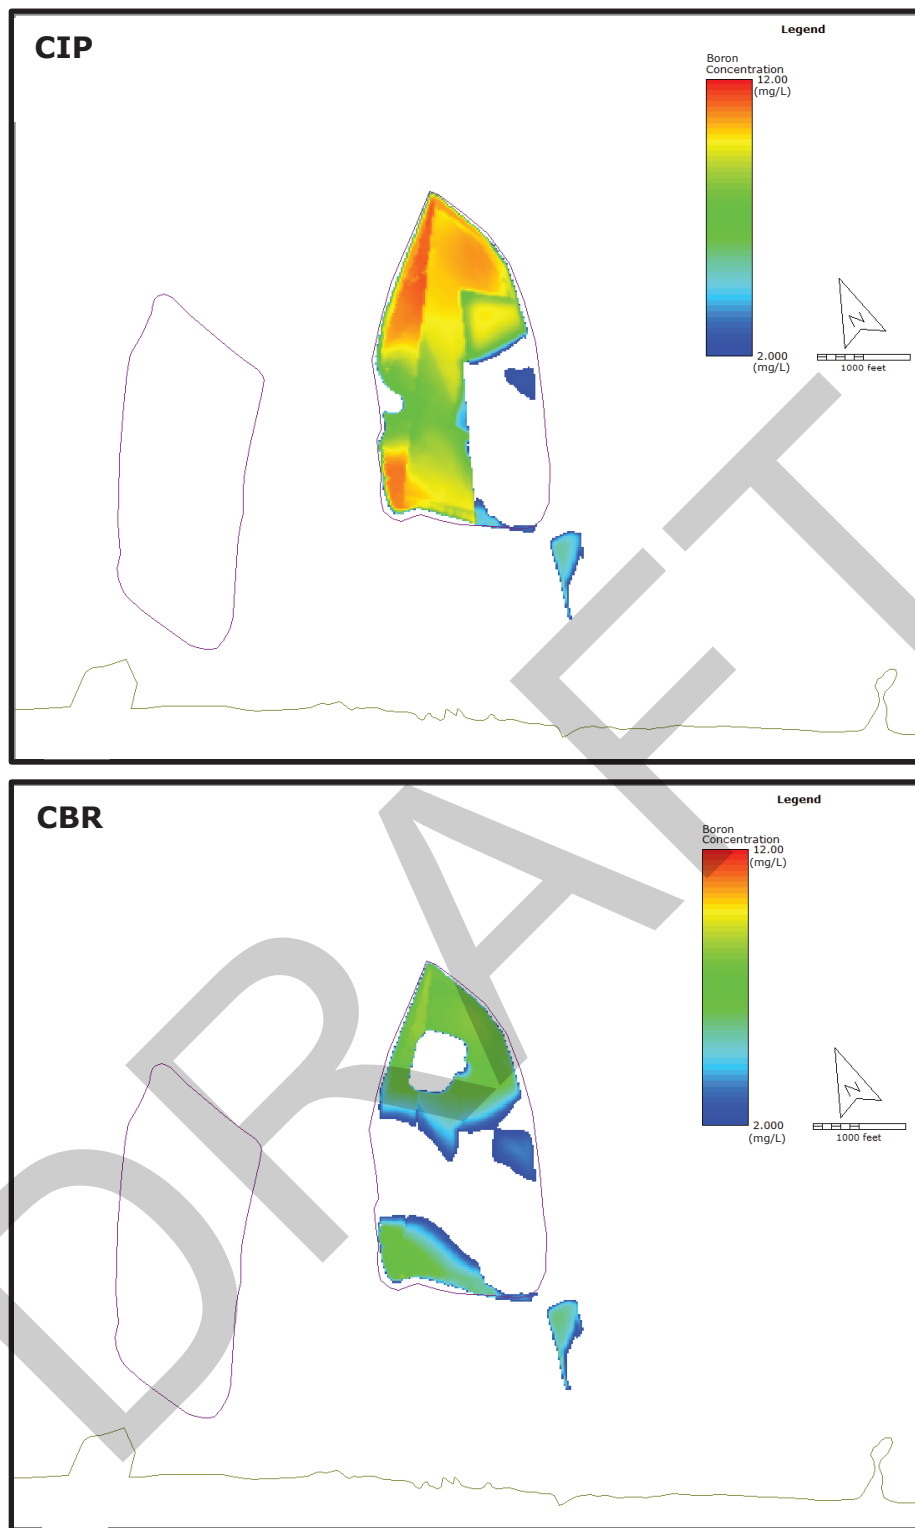 CIP
Legend
Boron
Concentration
12.00
(mg/L)
N
2.000
(mg/L)
1000 feet
CBR
Legend
Boron
Concentration
12.00
(mg/L)
N
2.000
(mg/L)
1000 feet
DRAFT